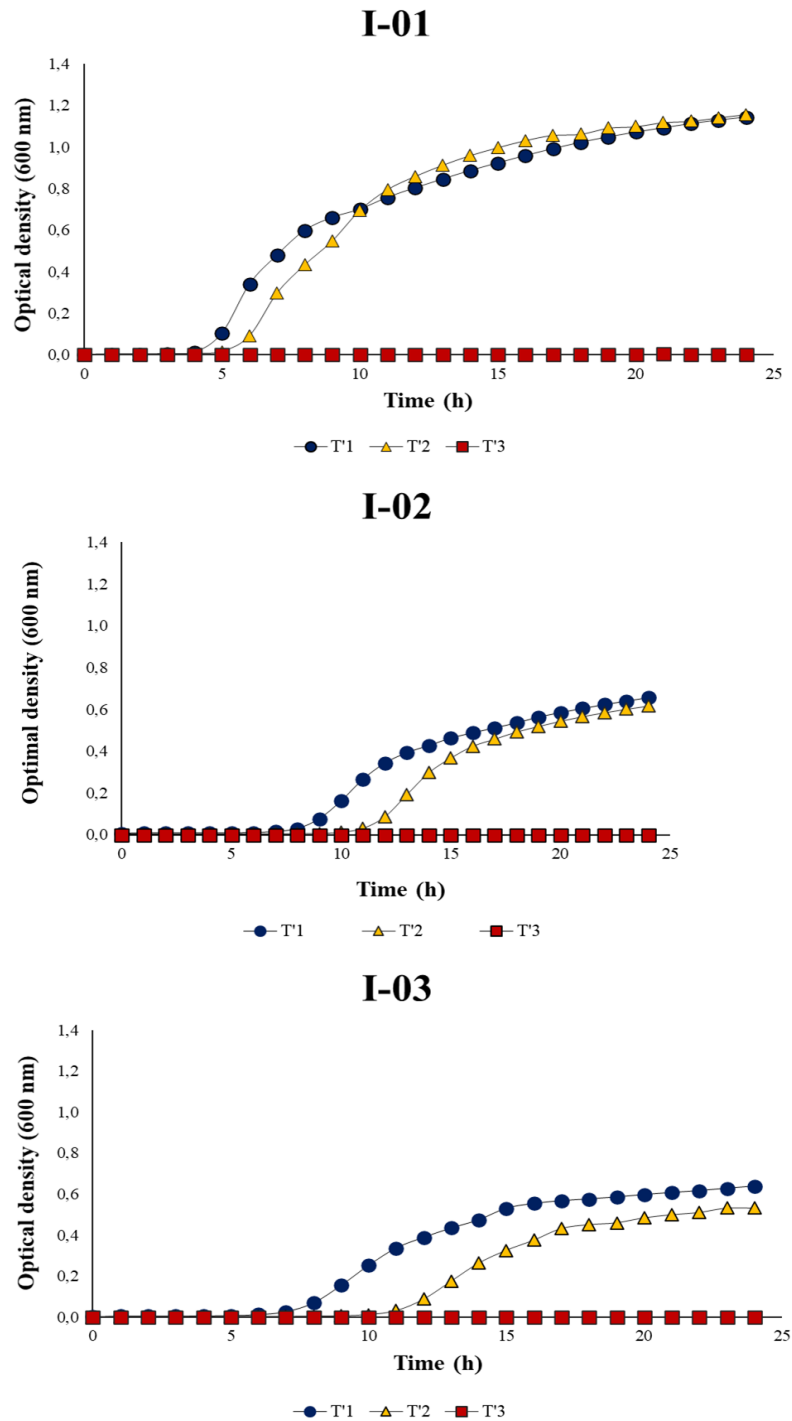 I-01
1,4
1,2
1,0
0,8
0,6
0,4
0,2
0,0
Optical density (600 nm)
0 5 10 15 20 25
Time (h)
T'1 T'2 T'3
I-02
1,4
1,2
1,0
0,8
0,6
0,4
0,2
0,0
Optimal density (600 nm)
0 5 10 15 20 25
Time (h)
T'1 T'2 T'3
I-03
1,4
1,2
1,0
0,8
0,6
0,4
0,2
0,0
Optical density (600 nm)
0 5 10 15 20 25
Time (h)
T'1 T'2 T'3